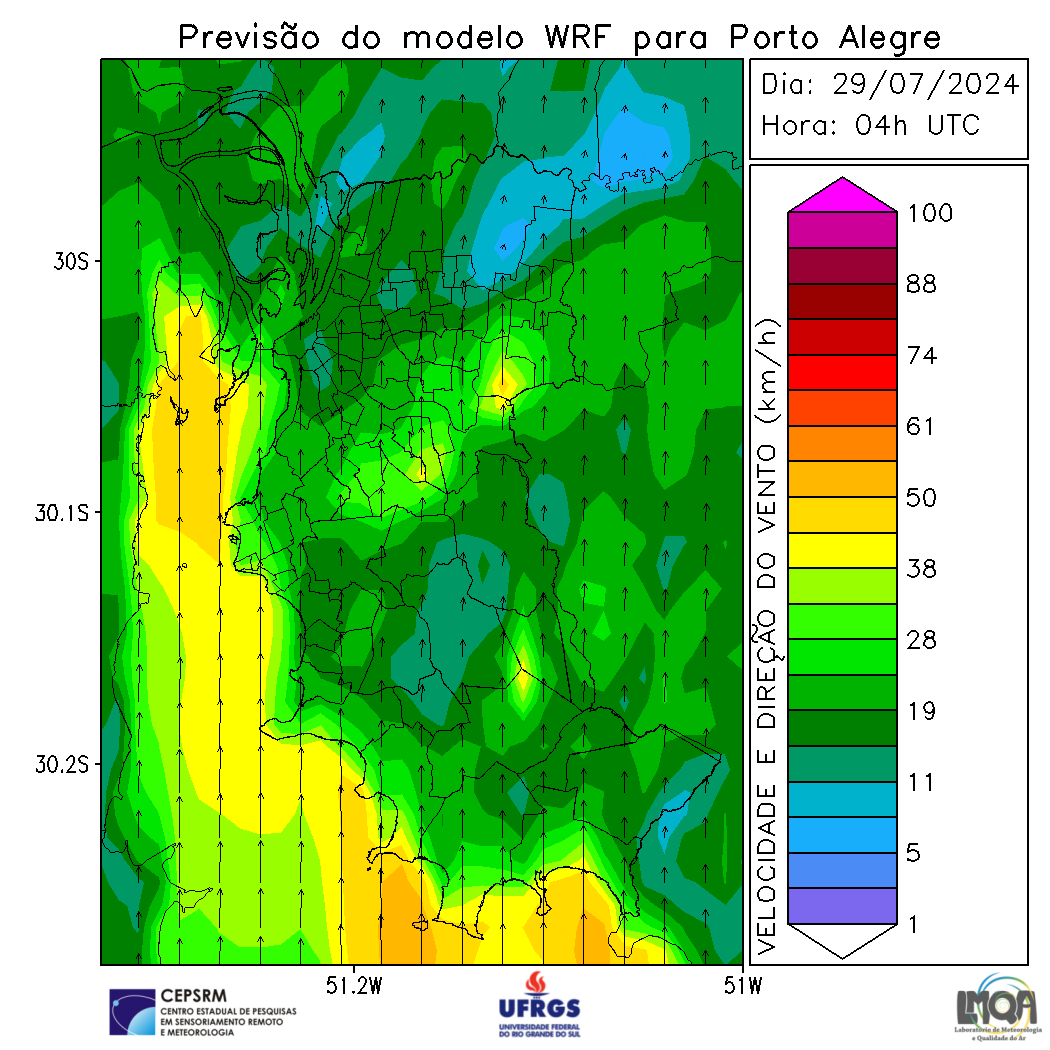 Previsão do modelo WRF para Porto Alegre
Dia: 29/07/2024
Hora: 04h UTC
30S
30.1S
30.2S
51.2W
51W
VELOCIDADE E DIREÇÃO DO VENTO (km/h)
100
88
74
61
50
38
28
19
11
5
1
CEPSRM
CENTRO ESTADUAL DE PESQUISAS
EM SENSORIAMENTO REMOTO
E METEOROLOGIA
UFRGS
UNIVERSIDADE FEDERAL
DO RIO GRANDE DO SUL
LMQA
Laboratório de Meteorologia
e Qualidade do Ar